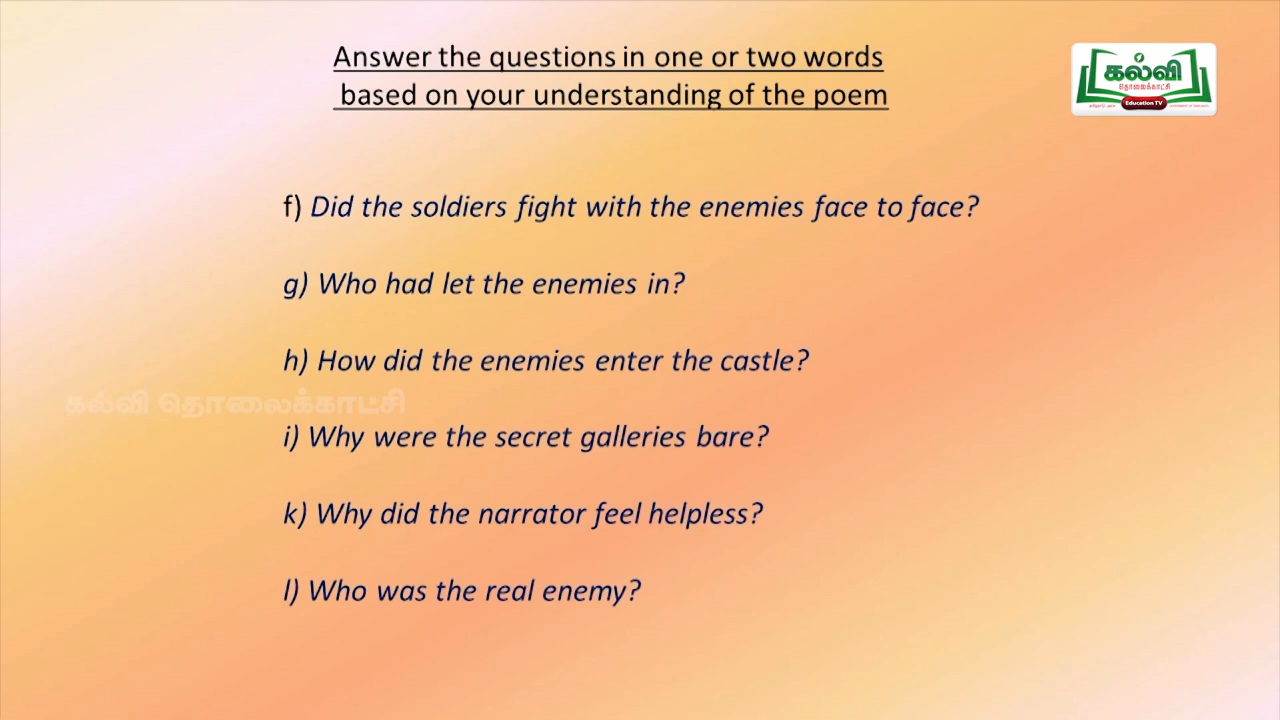 Answer the questions in one or two words
based on your understanding of the poem
கல்வி
தொலைக்காட்சி
Education TV
f) Did the soldiers fight with the enemies face to face?
g) Who had let the enemies in?
h) How did the enemies enter the castle?
கல்வி தொலைக்காட்சி
i) Why were the secret galleries bare?
k) Why did the narrator feel helpless?
l) Who was the real enemy?